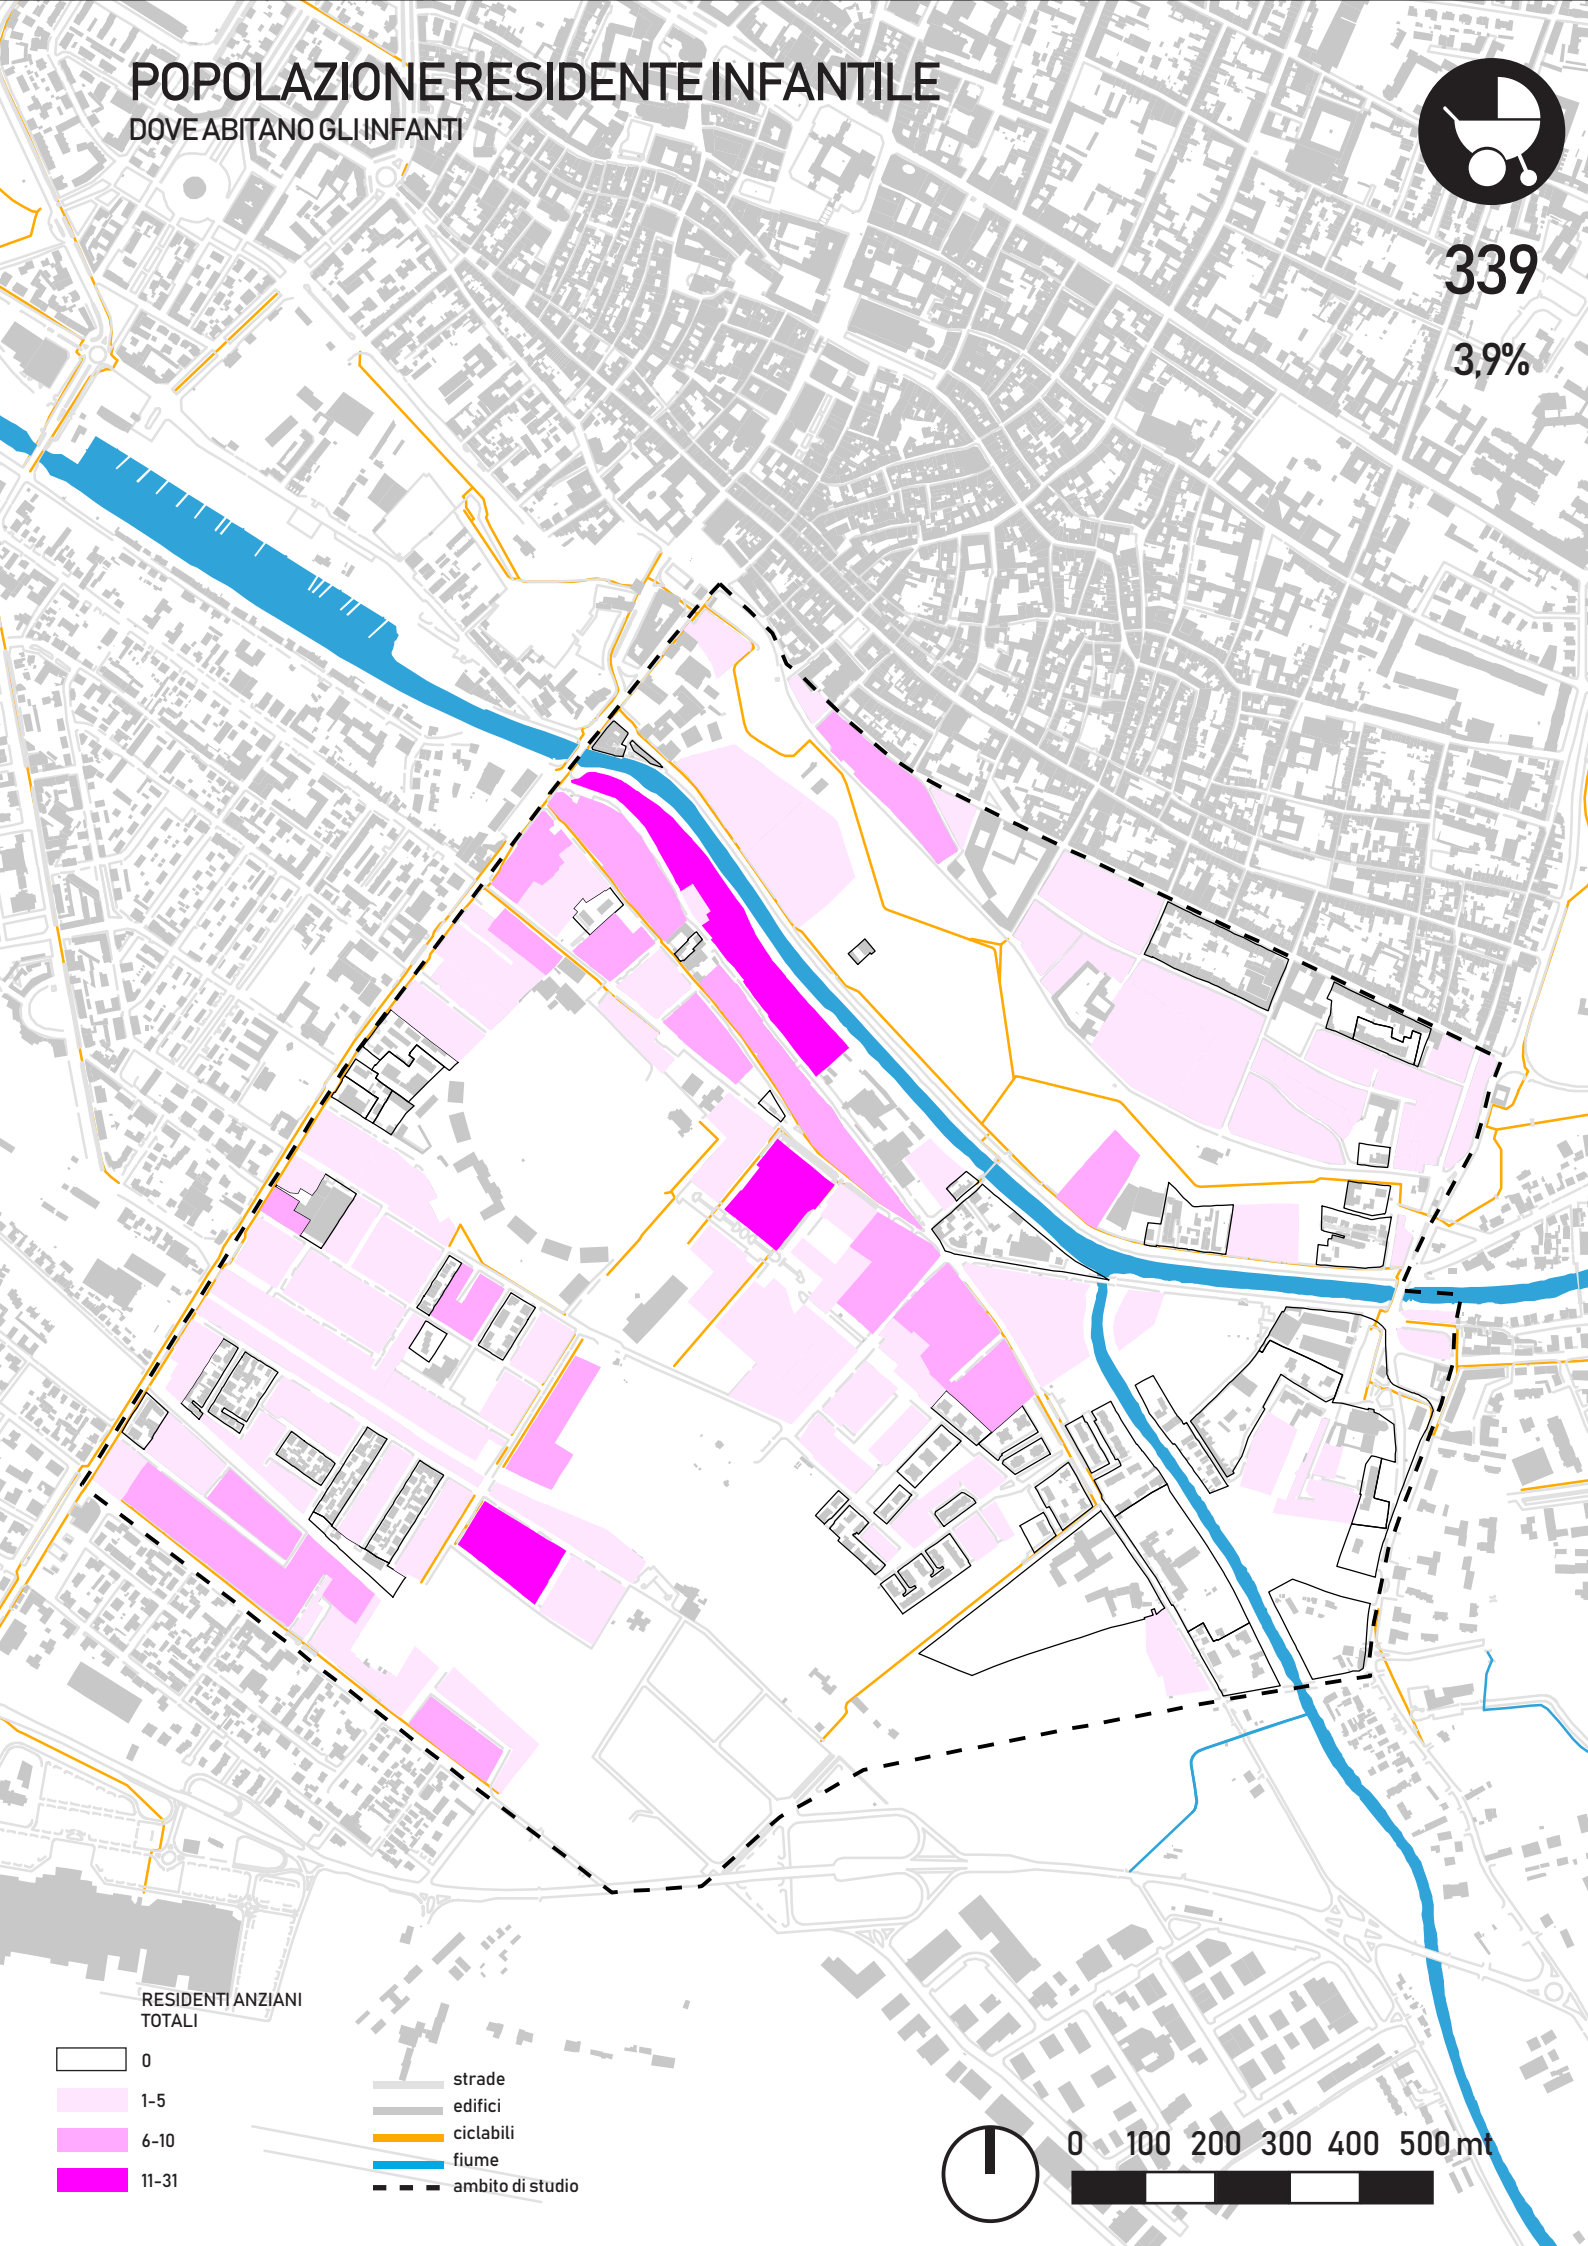 POPOLAZIONE RESIDENTE INFANTILE
DOVE ABITANO GLI INFANTI
339
3,9%
RESIDENTI ANZIANI
TOTALI
0
1-5
6-10
11-31
strade
edifici
ciclabili
fiume
ambito di studio
0 100 200 300 400 500 mt